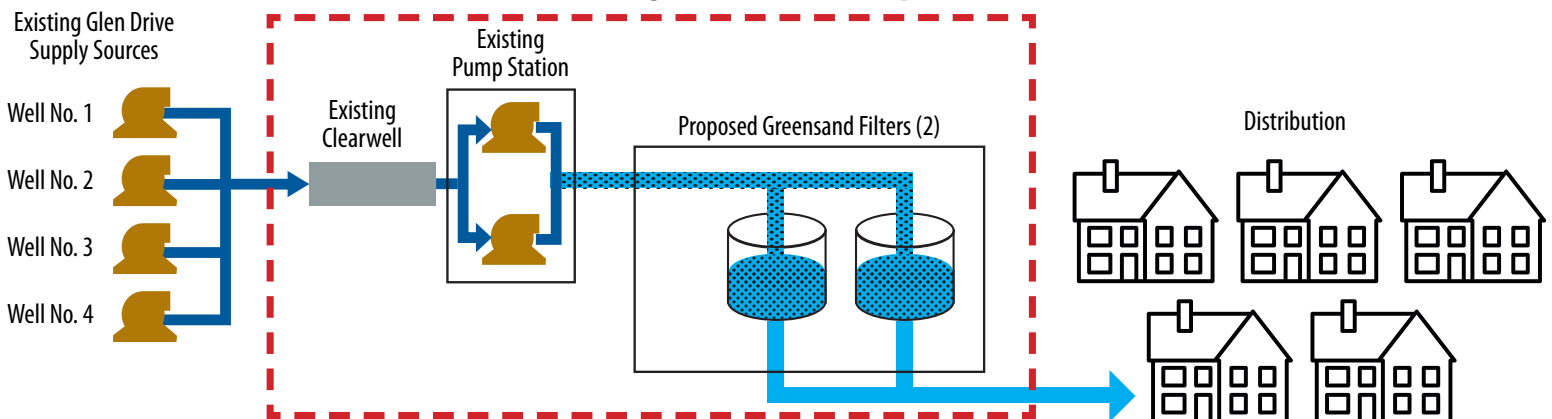 Existing Glen Drive
Supply Sources
Well No. 1
Well No. 2
Well No. 3
Well No. 4
Existing
Clearwell
Existing
Pump Station
Proposed Greensand Filters (2)
Distribution